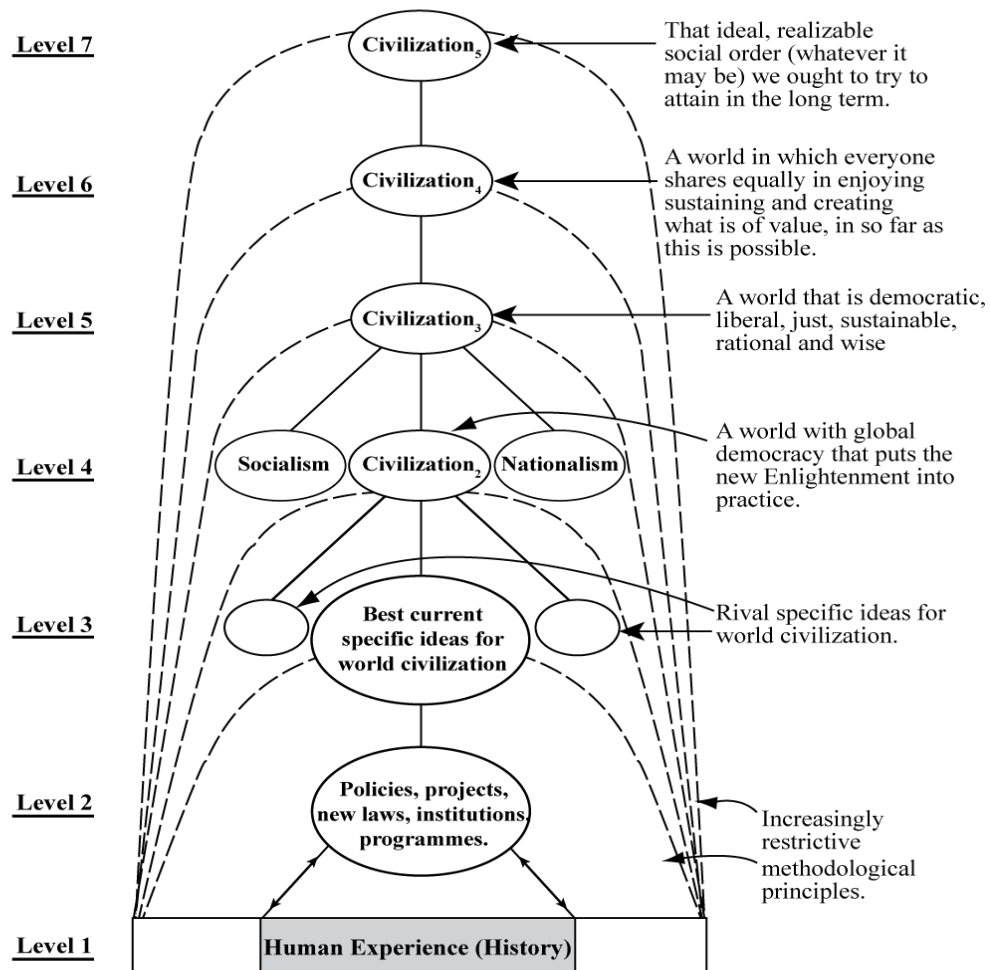 Level 7
Civilization₅
That ideal, realizable
social order (whatever it
may be) we ought to try to
attain in the long term.
Level 6
Civilization₄
A world in which everyone
shares equally in enjoying
sustaining and creating
what is of value, in so far as
this is possible.
Level 5
Civilization₃
A world that is democratic,
liberal, just, sustainable,
rational and wise
Level 4
Socialism
Civilization₂
Nationalism
A world with global
democracy that puts the
new Enlightenment into
practice.
Level 3
Best current
specific ideas for
world civilization
Rival specific ideas for
world civilization.
Level 2
Policies, projects,
new laws, institutions,
programmes.
Increasingly
restrictive
methodological
principles.
Level 1
Human Experience (History)